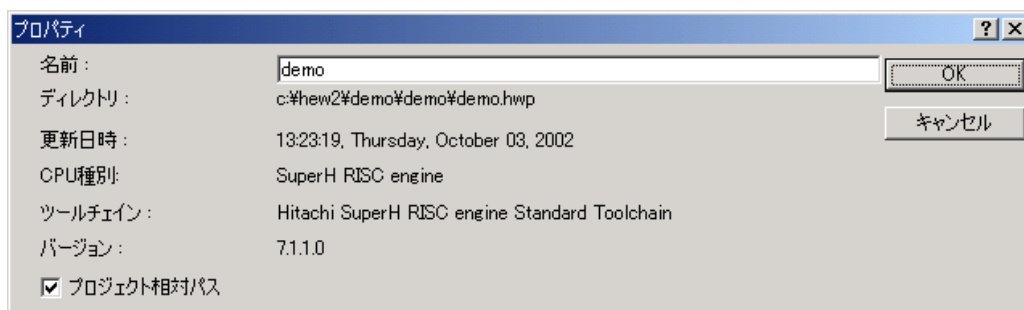 プロパティ
名前 : demo OK
ディレクトリ : c:¥hew2¥demo¥demo¥demo.hwp
キャンセル
更新日時 : 13:23:19, Thursday, October 03, 2002
CPU種別: SuperH RISC engine
ツールチェイン : Hitachi SuperH RISC engine Standard Toolchain
バージョン : 7.1.1.0
プロジェクト相対パス